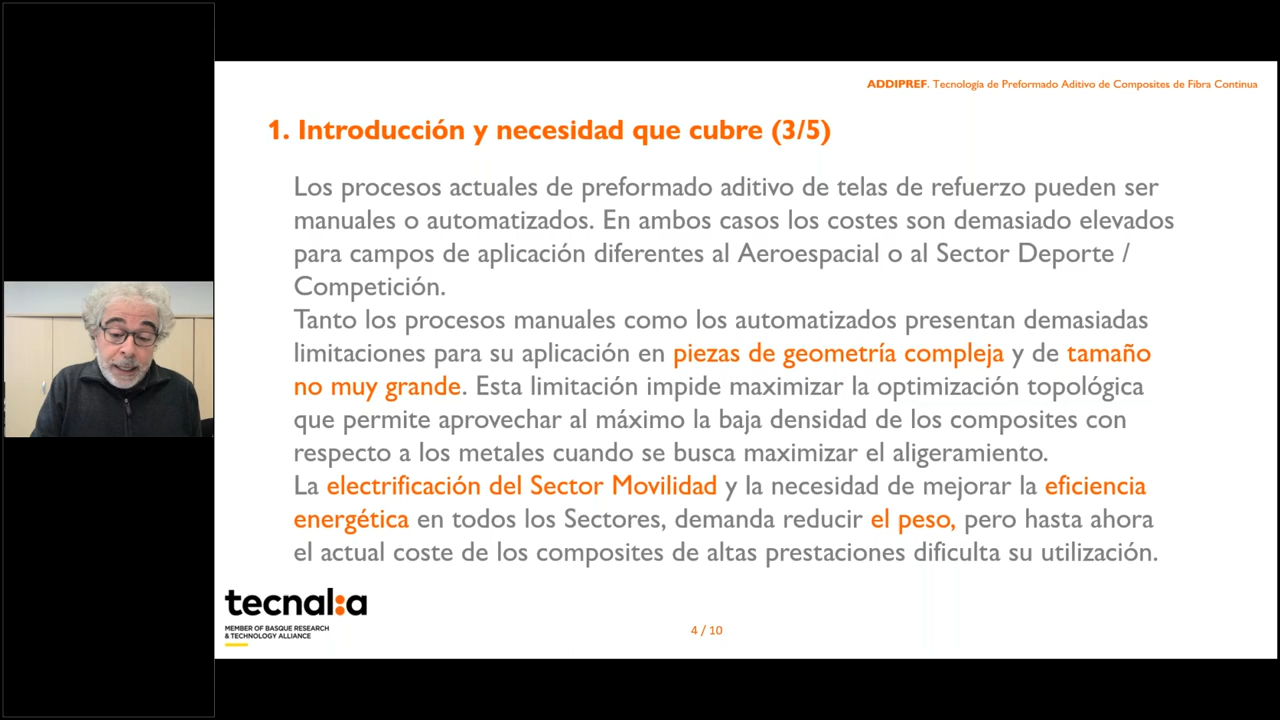 ADDIPREF. Tecnología de Preformado Aditivo de Composites de Fibra Continua
1. Introducción y necesidad que cubre (3/5)
Los procesos actuales de preformado aditivo de telas de refuerzo pueden ser
manuales o automatizados. En ambos casos los costes son demasiado elevados
para campos de aplicación diferentes al Aeroespacial o al Sector Deporte /
Competición.
Tanto los procesos manuales como los automatizados presentan demasiadas
limitaciones para su aplicación en piezas de geometría compleja y de tamaño
no muy grande. Esta limitación impide maximizar la optimización topológica
que permite aprovechar al máximo la baja densidad de los composites con
respecto a los metales cuando se busca maximizar el aligeramiento.
La electrificación del Sector Movilidad y la necesidad de mejorar la eficiencia
energética en todos los Sectores, demanda reducir el peso, pero hasta ahora
el actual coste de los composites de altas prestaciones dificulta su utilización.
tecnal:a
MEMBER OF BASQUE RESEARCH
& TECHNOLOGY ALLIANCE
4 / 10